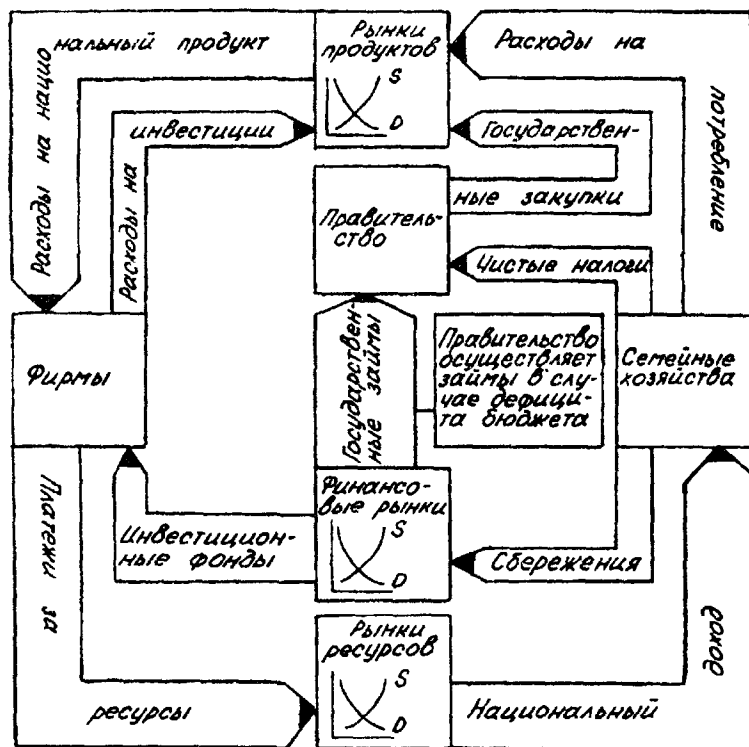 нальный продукт
Расходы на нацио
Рынки
продуктов
S
D
Расходы на
потребление
инвестиции
Расходы на
Государствен-
ные закупки
Правитель-
ство
Чистые налоги
Фирмы
Государствен-
ные займы
Правительство
осуществляет
займы в слу-
чае дефици-
та бюджета
Семейные
хозяйства
Платежи за
ресурсы
Инвестицион-
ные фонды
Финансо-
вые рынки
S
D
Сбережения
Рынки
ресурсов
S
D
Национальный
доход